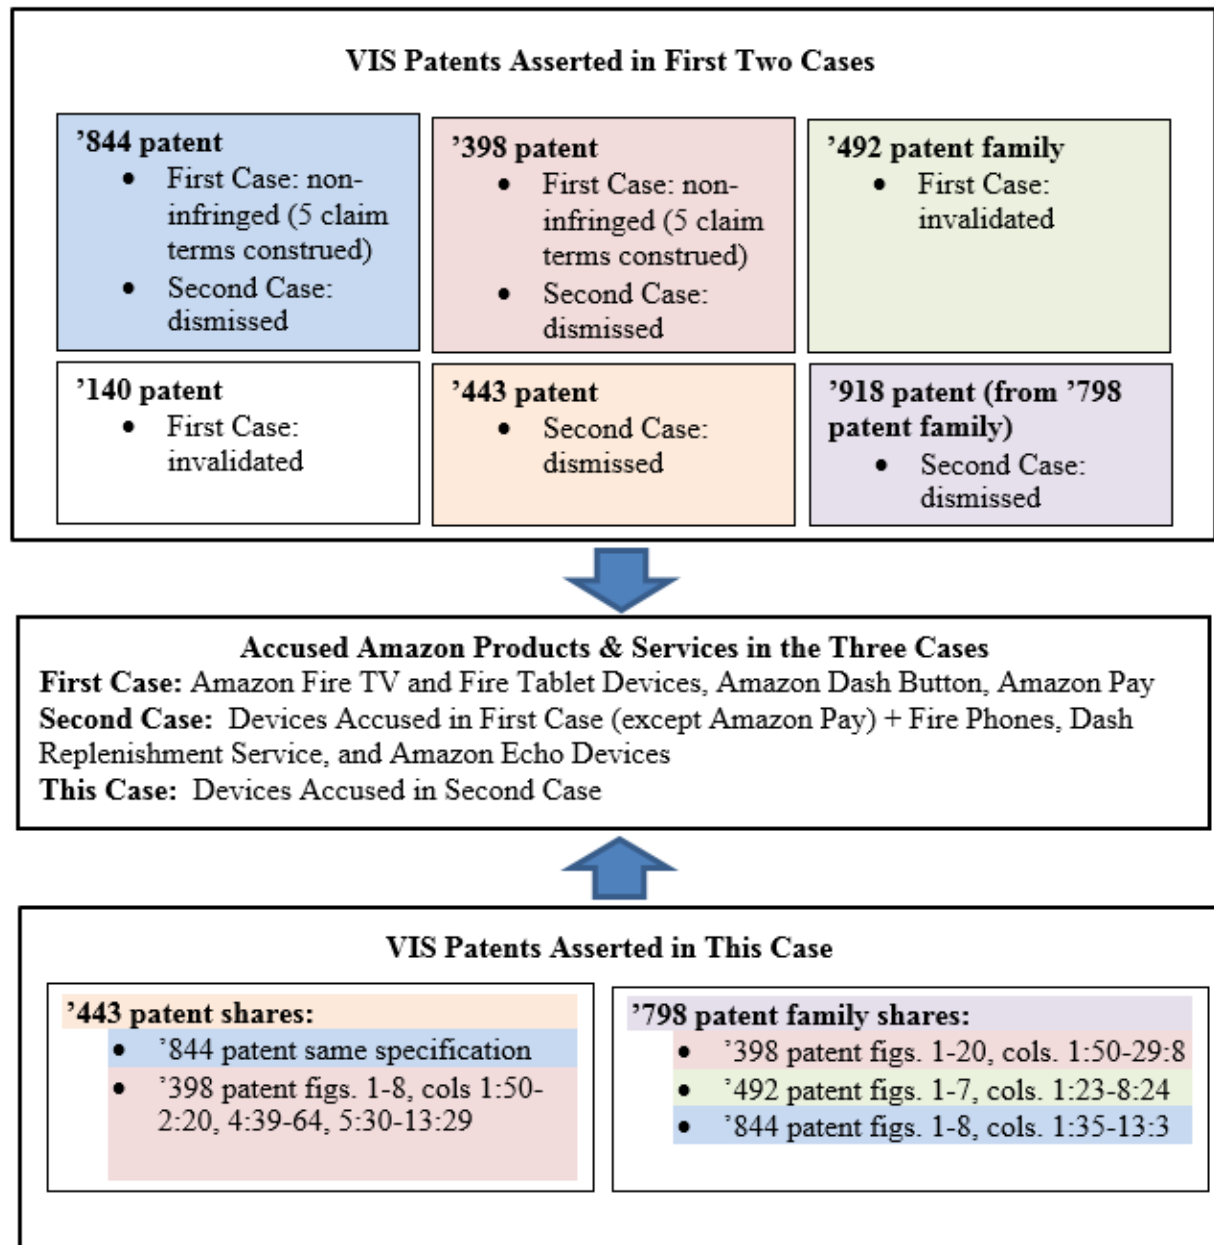 VIS Patents Asserted in First Two Cases
’844 patent
• First Case: non-
infringed (5 claim
terms construed)
• Second Case:
dismissed
’398 patent
• First Case: non-
infringed (5 claim
terms construed)
• Second Case:
dismissed
’492 patent family
• First Case:
invalidated
’140 patent
• First Case:
invalidated
’443 patent
• Second Case:
dismissed
’918 patent (from ’798
patent family)
• Second Case:
dismissed
Accused Amazon Products & Services in the Three Cases
First Case: Amazon Fire TV and Fire Tablet Devices, Amazon Dash Button, Amazon Pay
Second Case: Devices Accused in First Case (except Amazon Pay) + Fire Phones, Dash
Replenishment Service, and Amazon Echo Devices
This Case: Devices Accused in Second Case
VIS Patents Asserted in This Case
’443 patent shares:
• ’844 patent same specification
• ’398 patent figs. 1-8, cols 1:50-
2:20, 4:39-64, 5:30-13:29
’798 patent family shares:
• ’398 patent figs. 1-20, cols. 1:50-29:8
• ’492 patent figs. 1-7, cols. 1:23-8:24
• ’844 patent figs. 1-8, cols. 1:35-13:3